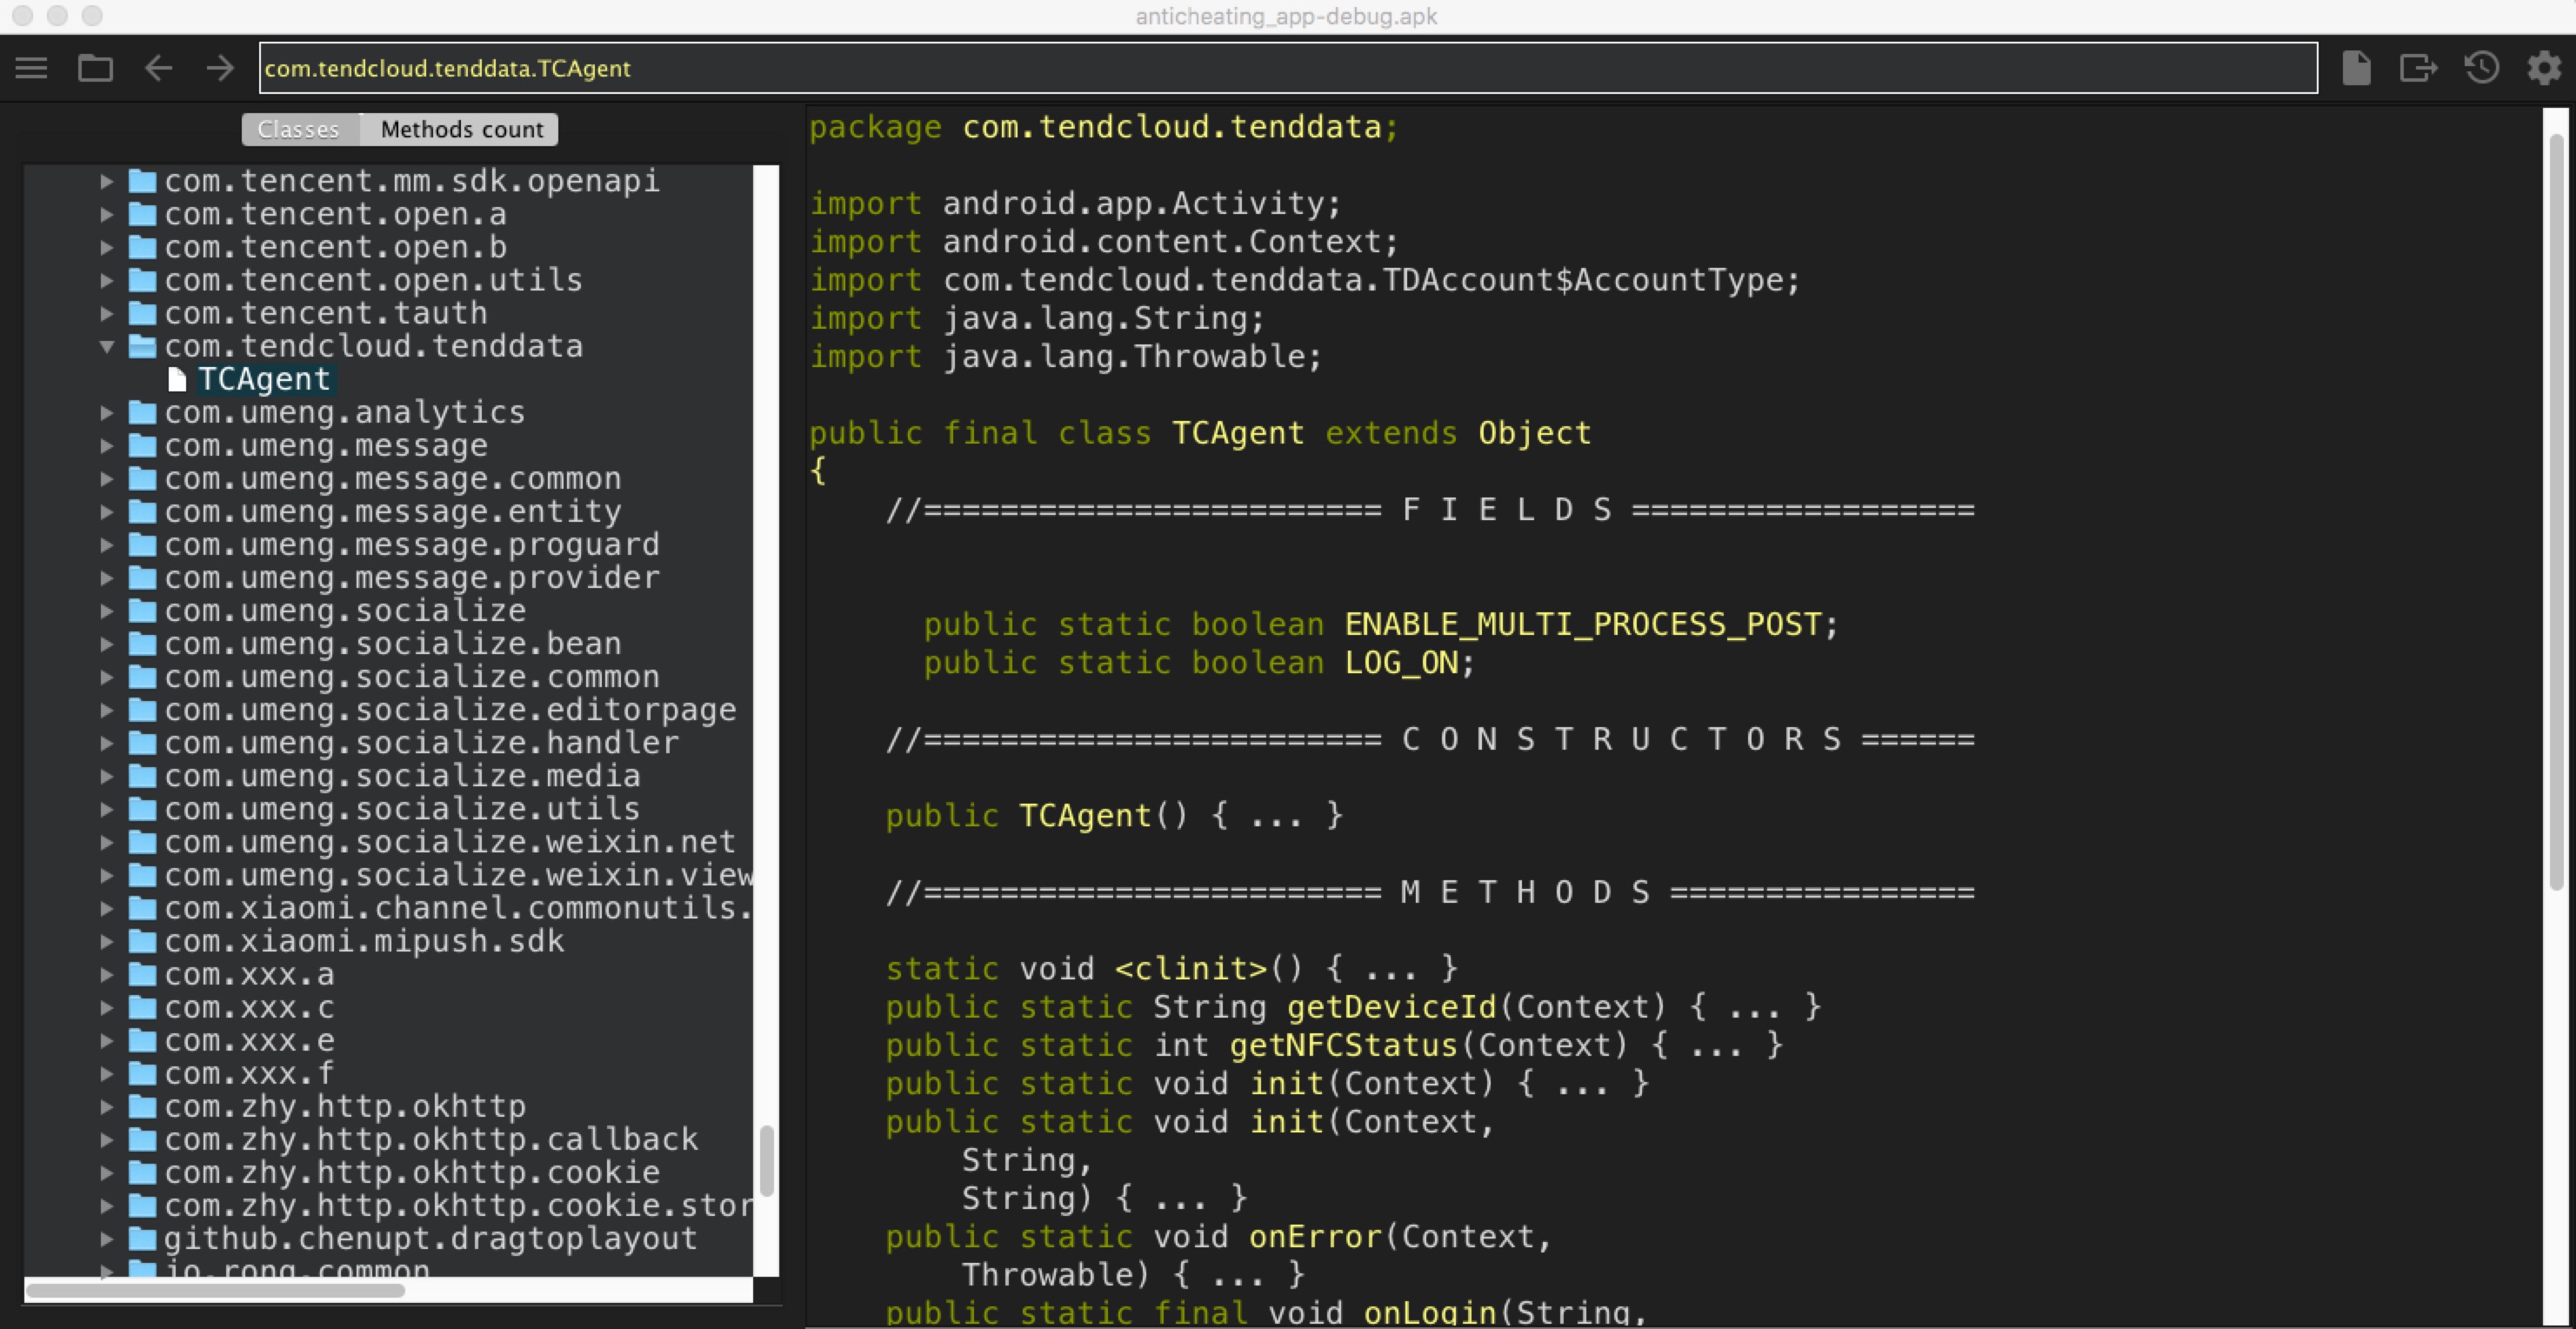 anticheating_app-debug.apk
com.tendcloud.tenddata.TCAgent
Classes
Methods count
com.tencent.mm.sdk.openapi
com.tencent.open.a
com.tencent.open.b
com.tencent.open.utils
com.tencent.tauth
com.tendcloud.tenddata
TCAgent
com.umeng.analytics
com.umeng.message
com.umeng.message.common
com.umeng.message.entity
com.umeng.message.proguard
com.umeng.message.provider
com.umeng.socialize
com.umeng.socialize.bean
com.umeng.socialize.common
com.umeng.socialize.editorpage
com.umeng.socialize.handler
com.umeng.socialize.media
com.umeng.socialize.utils
com.umeng.socialize.weixin.net
com.umeng.socialize.weixin.view
com.xiaomi.channel.commonutils.
com.xiaomi.mipush.sdk
com.xxx.a
com.xxx.c
com.xxx.e
com.xxx.f
com.zhy.http.okhttp
com.zhy.http.okhttp.callback
com.zhy.http.okhttp.cookie
com.zhy.http.okhttp.cookie.stor
github.chenupt.dragtoplayout
io.rong.common
package com.tendcloud.tenddata;
import android.app.Activity;
import android.content.Context;
import com.tendcloud.tenddata.TDAccount$AccountType;
import java.lang.String;
import java.lang.Throwable;
public final class TCAgent extends Object
{
//======================== F I E L D S ==================
public static boolean ENABLE_MULTI_PROCESS_POST;
public static boolean LOG_ON;
//======================== C O N S T R U C T O R S ======
public TCAgent() { ... }
//======================== M E T H O D S ================
static void <clinit>() { ... }
public static String getDeviceId(Context) { ... }
public static int getNFCStatus(Context) { ... }
public static void init(Context) { ... }
public static void init(Context,
String,
String) { ... }
public static void onError(Context,
Throwable) { ... }
public static final void onLogin(String,